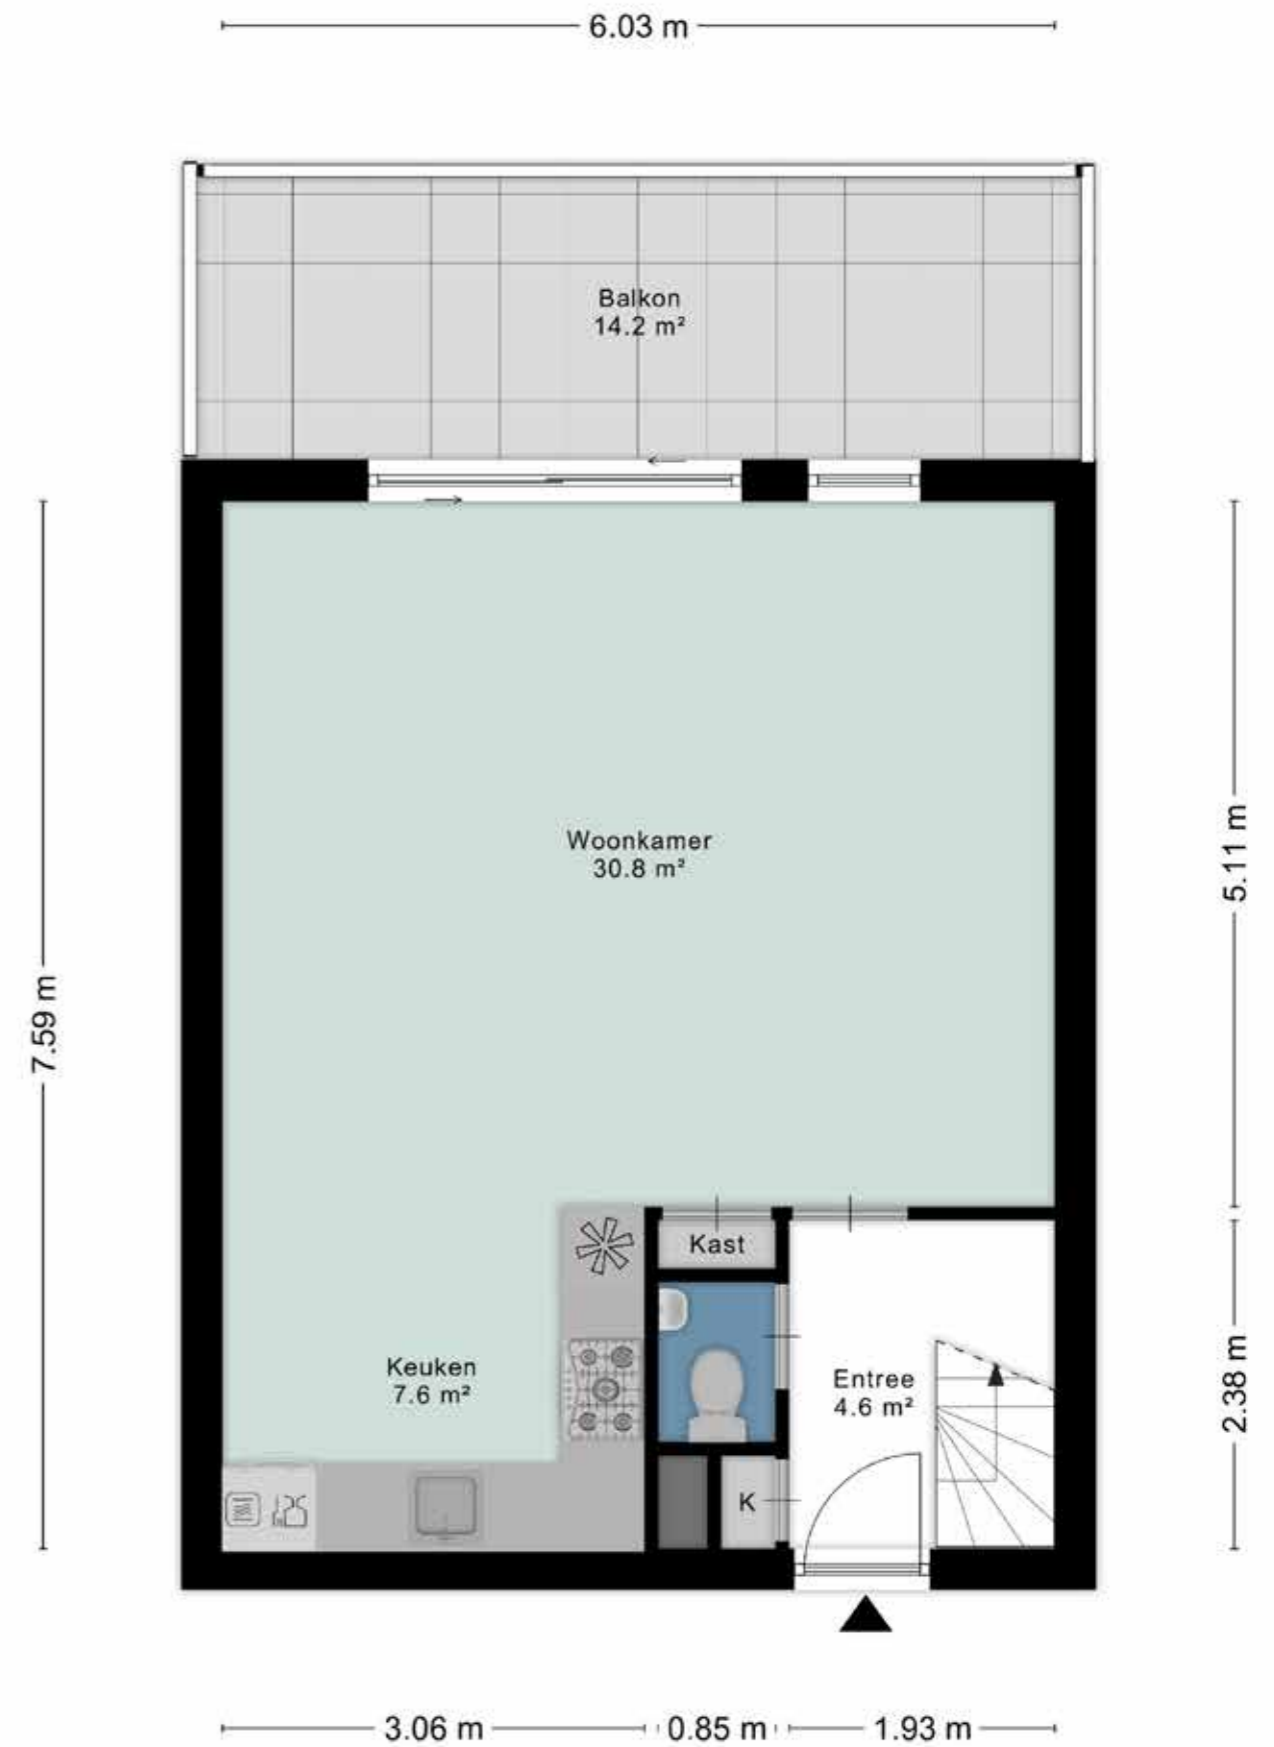 6.03 m
Balkon
14.2 m²
Woonkamer
30.8 m²
5.11 m
7.59 m
Kast
Keuken
7.6 m²
Entree
4.6 m²
2.38 m
K
3.06 m
0.85 m
1.93 m